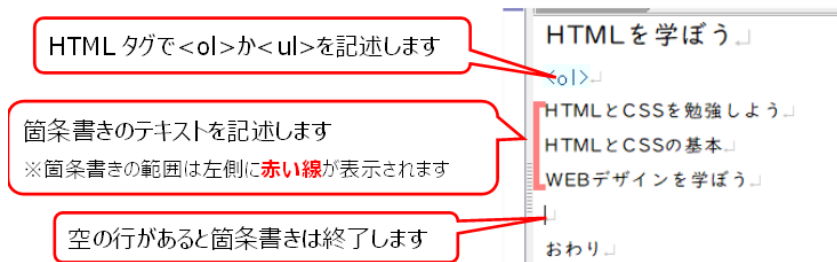 HTML タグで<ol>か<ul>を記述します
箇条書きのテキストを記述します
※箇条書きの範囲は左側に赤い線が表示されます
空の行があると箇条書きは終了します
HTMLを学ぼう
<ol>
HTMLとCSSを勉強しよう
HTMLとCSSの基本
WEBデザインを学ぼう
おわり